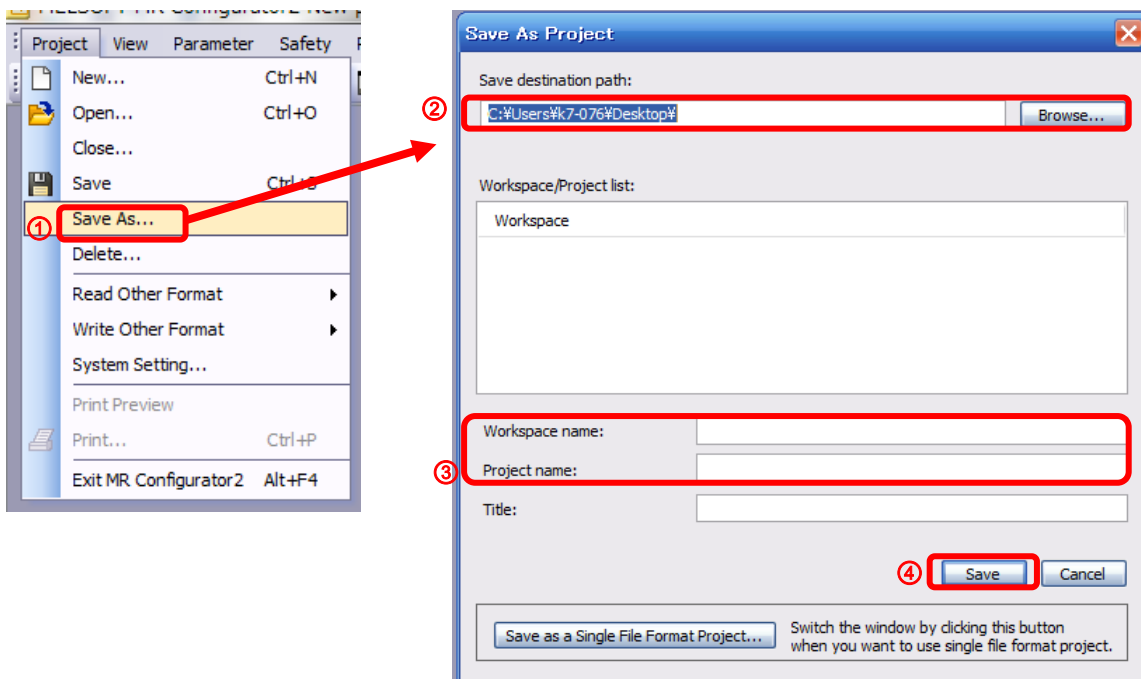 Project View Parameter Safety
New... Ctrl+N
Open... Ctrl+O
Close...
Save
① Save As...
Delete...
Read Other Format
Write Other Format
System Setting...
Print Preview
Print... Ctrl+P
Exit MR Configurator2 Alt+F4
Save As Project
Save destination path:
② C:¥Users¥k7-076¥Desktop¥ Browse...
Workspace/Project list:
Workspace
③
Workspace name:
Project name:
Title:
④ Save Cancel
Save as a Single File Format Project...
Switch the window by clicking this button
when you want to use single file format project.